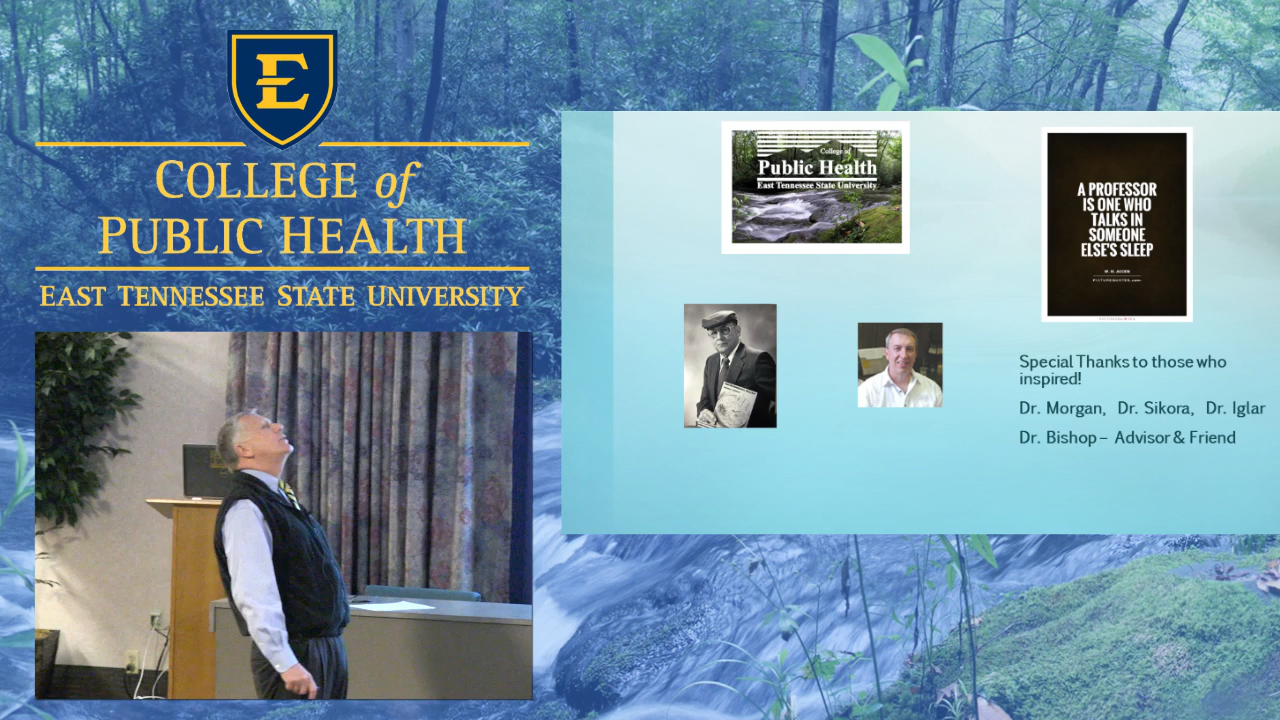 E
COLLEGE of
PUBLIC HEALTH
EAST TENNESSEE STATE UNIVERSITY
College of
Public Health
East Tennessee State University
A PROFESSOR
IS ONE WHO
TALKS IN
SOMEONE
ELSE'S SLEEP
W. H. AUDEN
PICTUREQUOTES.com
Special Thanks to those who
inspired!
Dr. Morgan, Dr. Sikora, Dr. Iglar
Dr. Bishop – Advisor & Friend